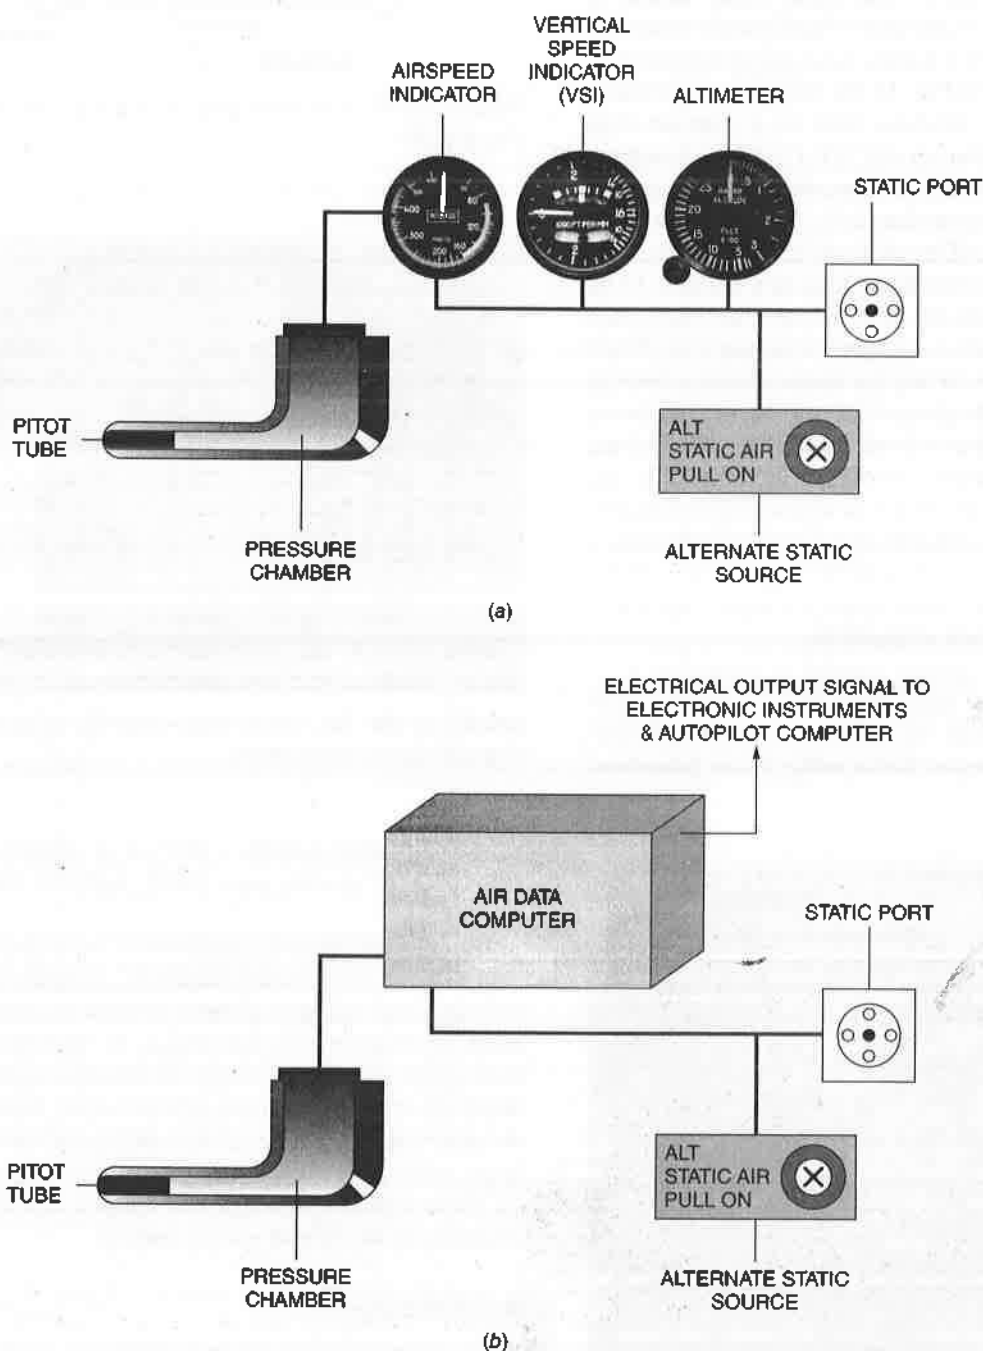 VERTICAL
SPEED
INDICATOR
(VSI)
AIRSPEED
INDICATOR
ALTIMETER
STATIC PORT
PITOT
TUBE
ALT
STATIC AIR
PULL ON
PRESSURE
CHAMBER
ALTERNATE STATIC
SOURCE
(a)
ELECTRICAL OUTPUT SIGNAL TO
ELECTRONIC INSTRUMENTS
& AUTOPILOT COMPUTER
AIR DATA
COMPUTER
STATIC PORT
PITOT
TUBE
ALT
STATIC AIR
PULL ON
PRESSURE
CHAMBER
ALTERNATE STATIC
SOURCE
(b)